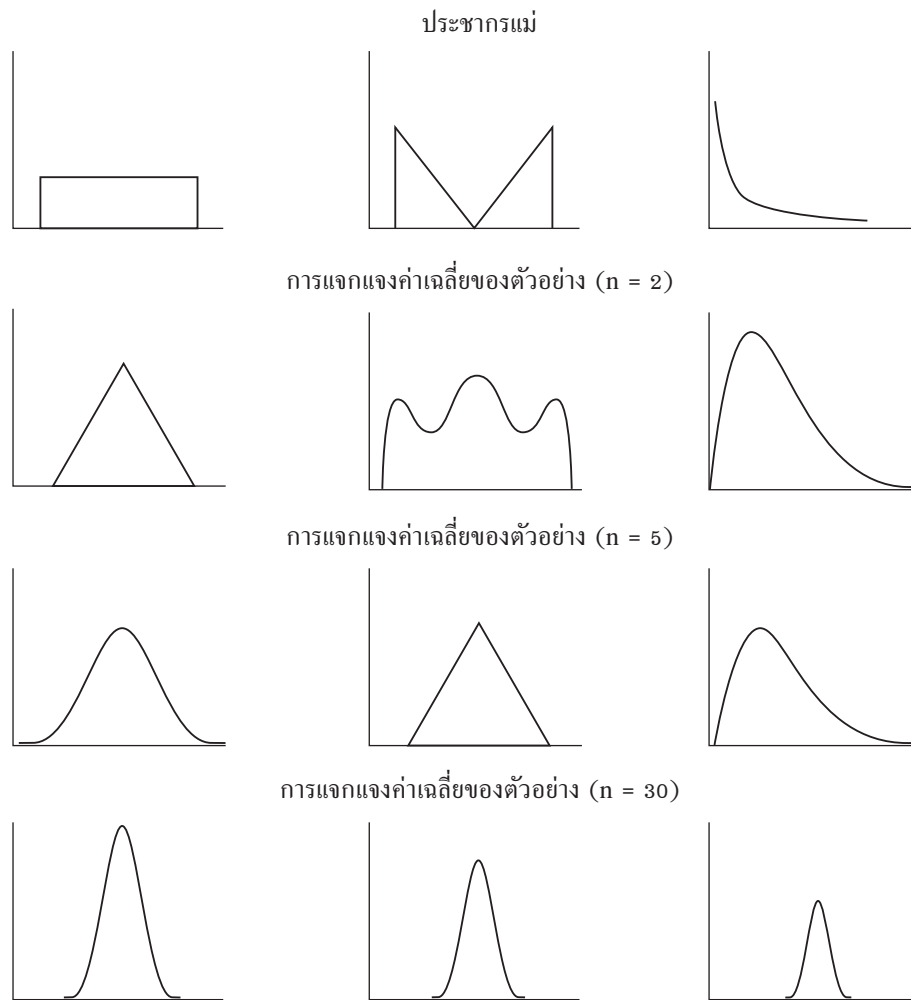 ประชากรแม่
การแจกแจงค่าเฉลี่ยของตัวอย่าง (n = 2)
การแจกแจงค่าเฉลี่ยของตัวอย่าง (n = 5)
การแจกแจงค่าเฉลี่ยของตัวอย่าง (n = 30)